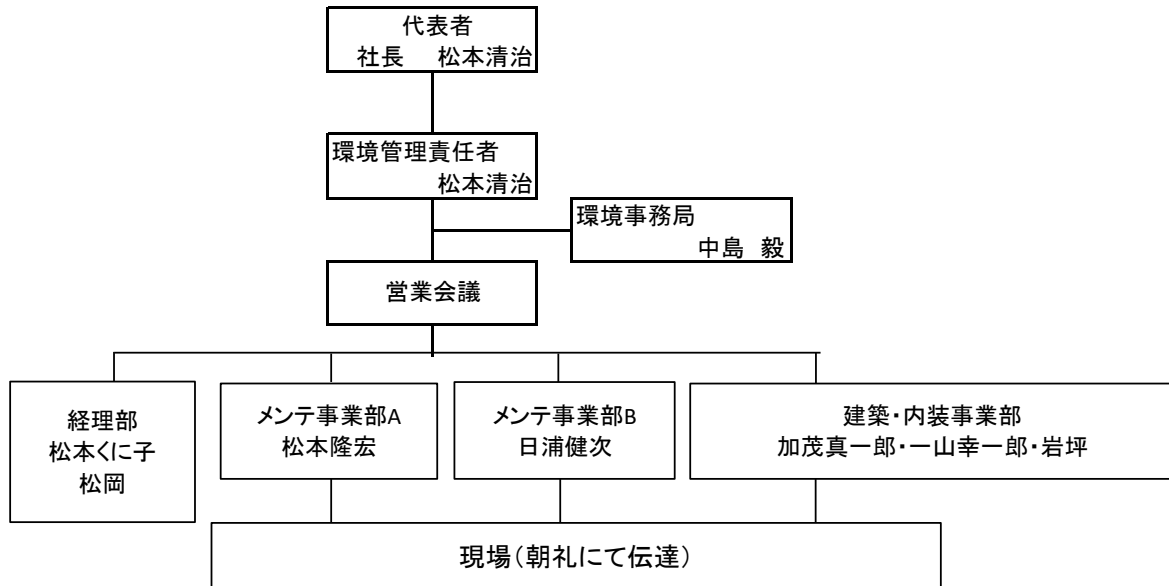 代表者
社長　松本清治
環境管理責任者
松本清治
環境事務局
中島　毅
営業会議
経理部
松本くに子
松岡
メンテ事業部A
松本隆宏
メンテ事業部B
日浦健次
建築・内装事業部
加茂真一郎・一山幸一郎・岩坪
現場（朝礼にて伝達）